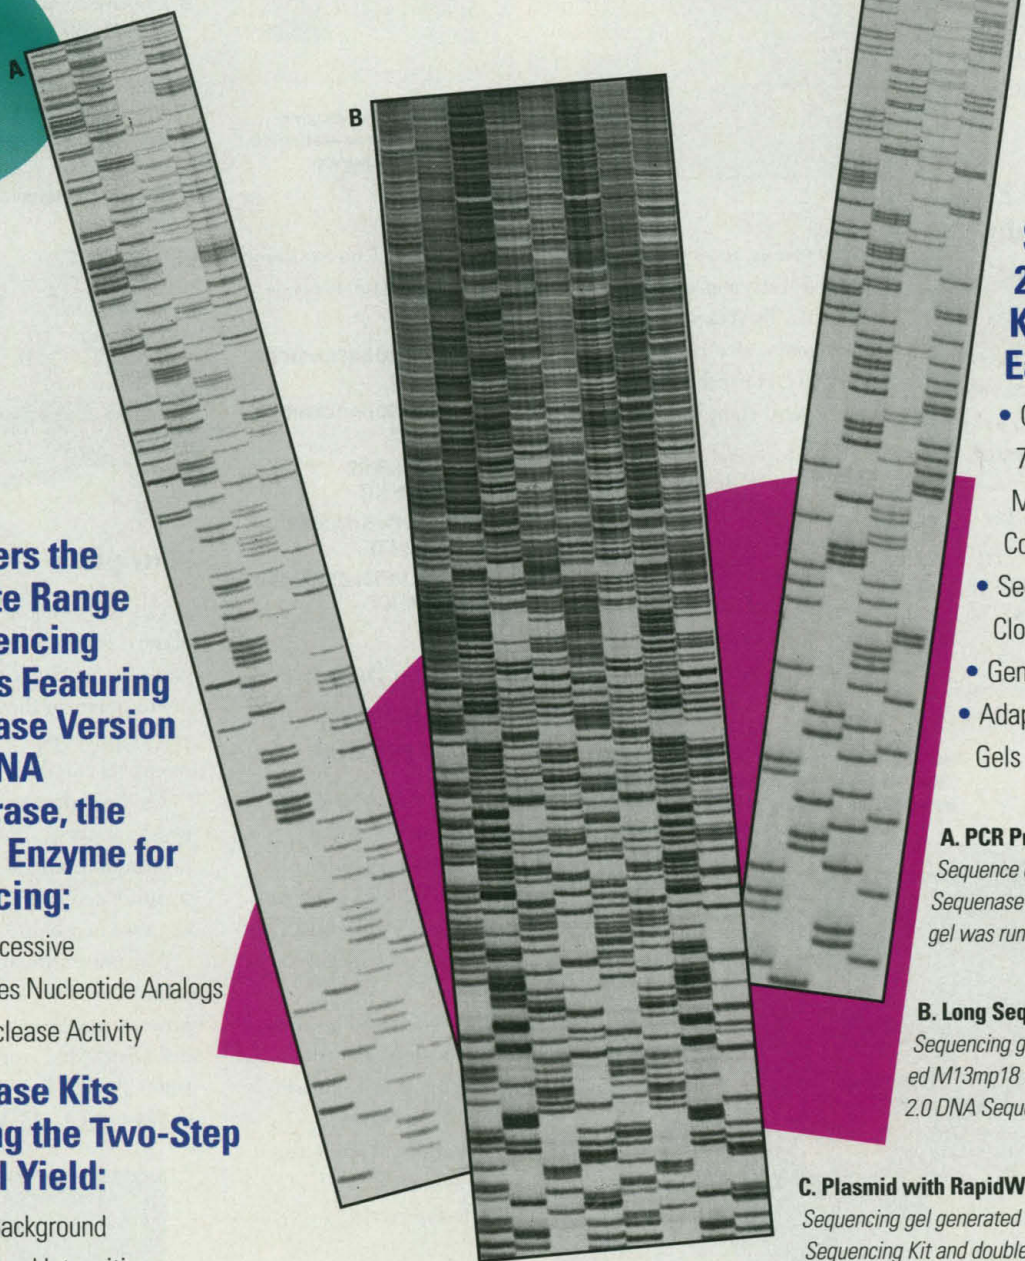 A
B
ers the
te Range
encing
s Featuring
ase Version
NA
rase, the
Enzyme for
cing:
cessive
es Nucleotide Analogs
clease Activity
ase Kits
ng the Two-Step
l Yield:
ackground
2
K
Ea
• C
7
M
Co
• Se
Clo
• Gen
• Adap
Gels
A. PCR Pr
Sequence
Sequenase
gel was run
B. Long Seq
Sequencing g
ed M13mp18
2.0 DNA Sequ
C. Plasmid with RapidW
Sequencing gel generated
Sequencing Kit and double